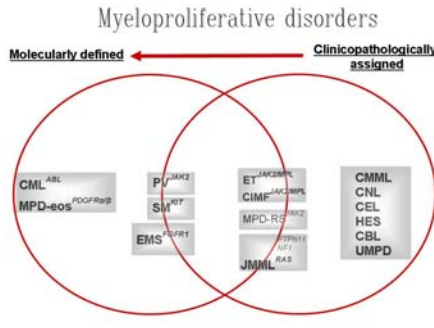 Myeloproliferative disorders
Molecularly defined
Clinicopathologically
assigned
CML ABL
MPD-eos PDGFRα/β
PV JAK2
SM KIT
EMS FGFR1
ET JAK2/MPL
CIMF JAK2/MPL
MPD-RS JAK2
PTPN11
NF1
JMML RAS
CMML
CNL
CEL
HES
CBL
UMPD